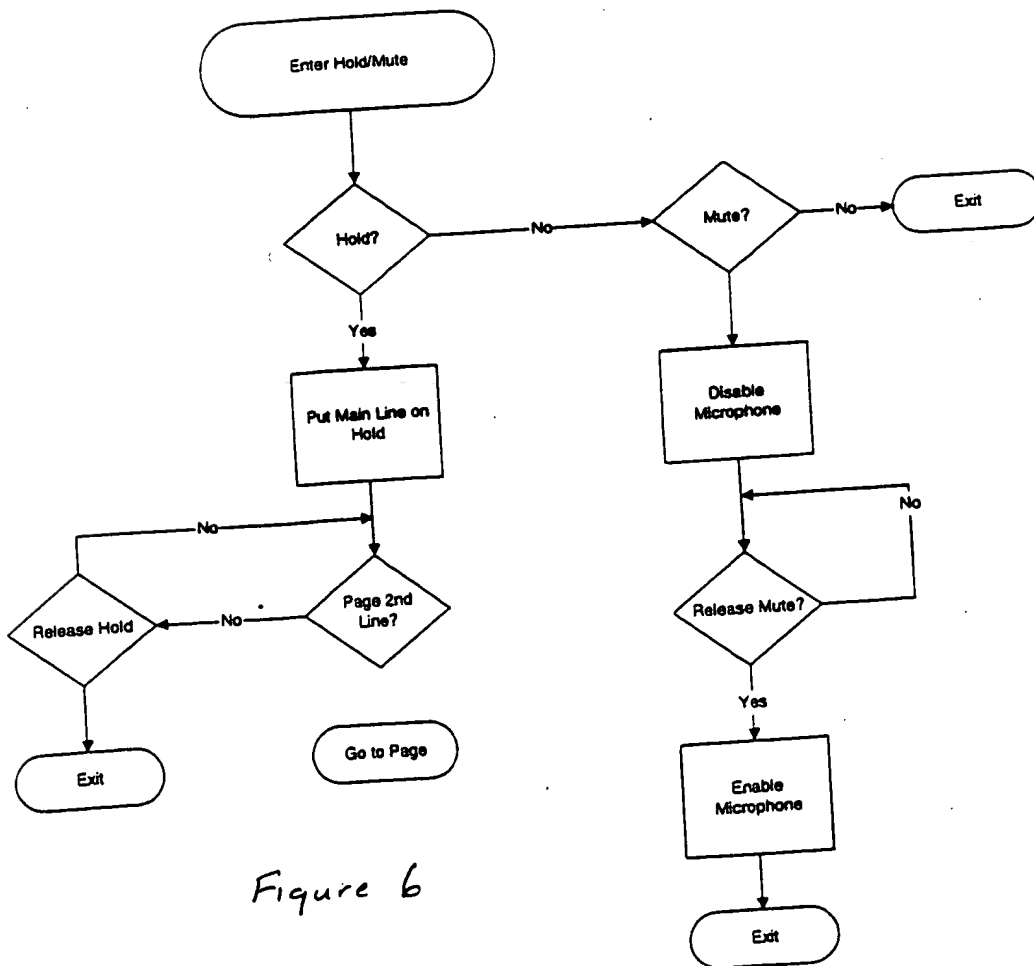 Enter Hold/Mute
Hold?
No
Mute?
No
Exit
Yes
Put Main Line on
Hold
Disable
Microphone
No
No
Page 2nd
Line?
No
Release Hold
Release Mute?
Yes
Exit
Go to Page
Enable
Microphone
Exit
Figure 6